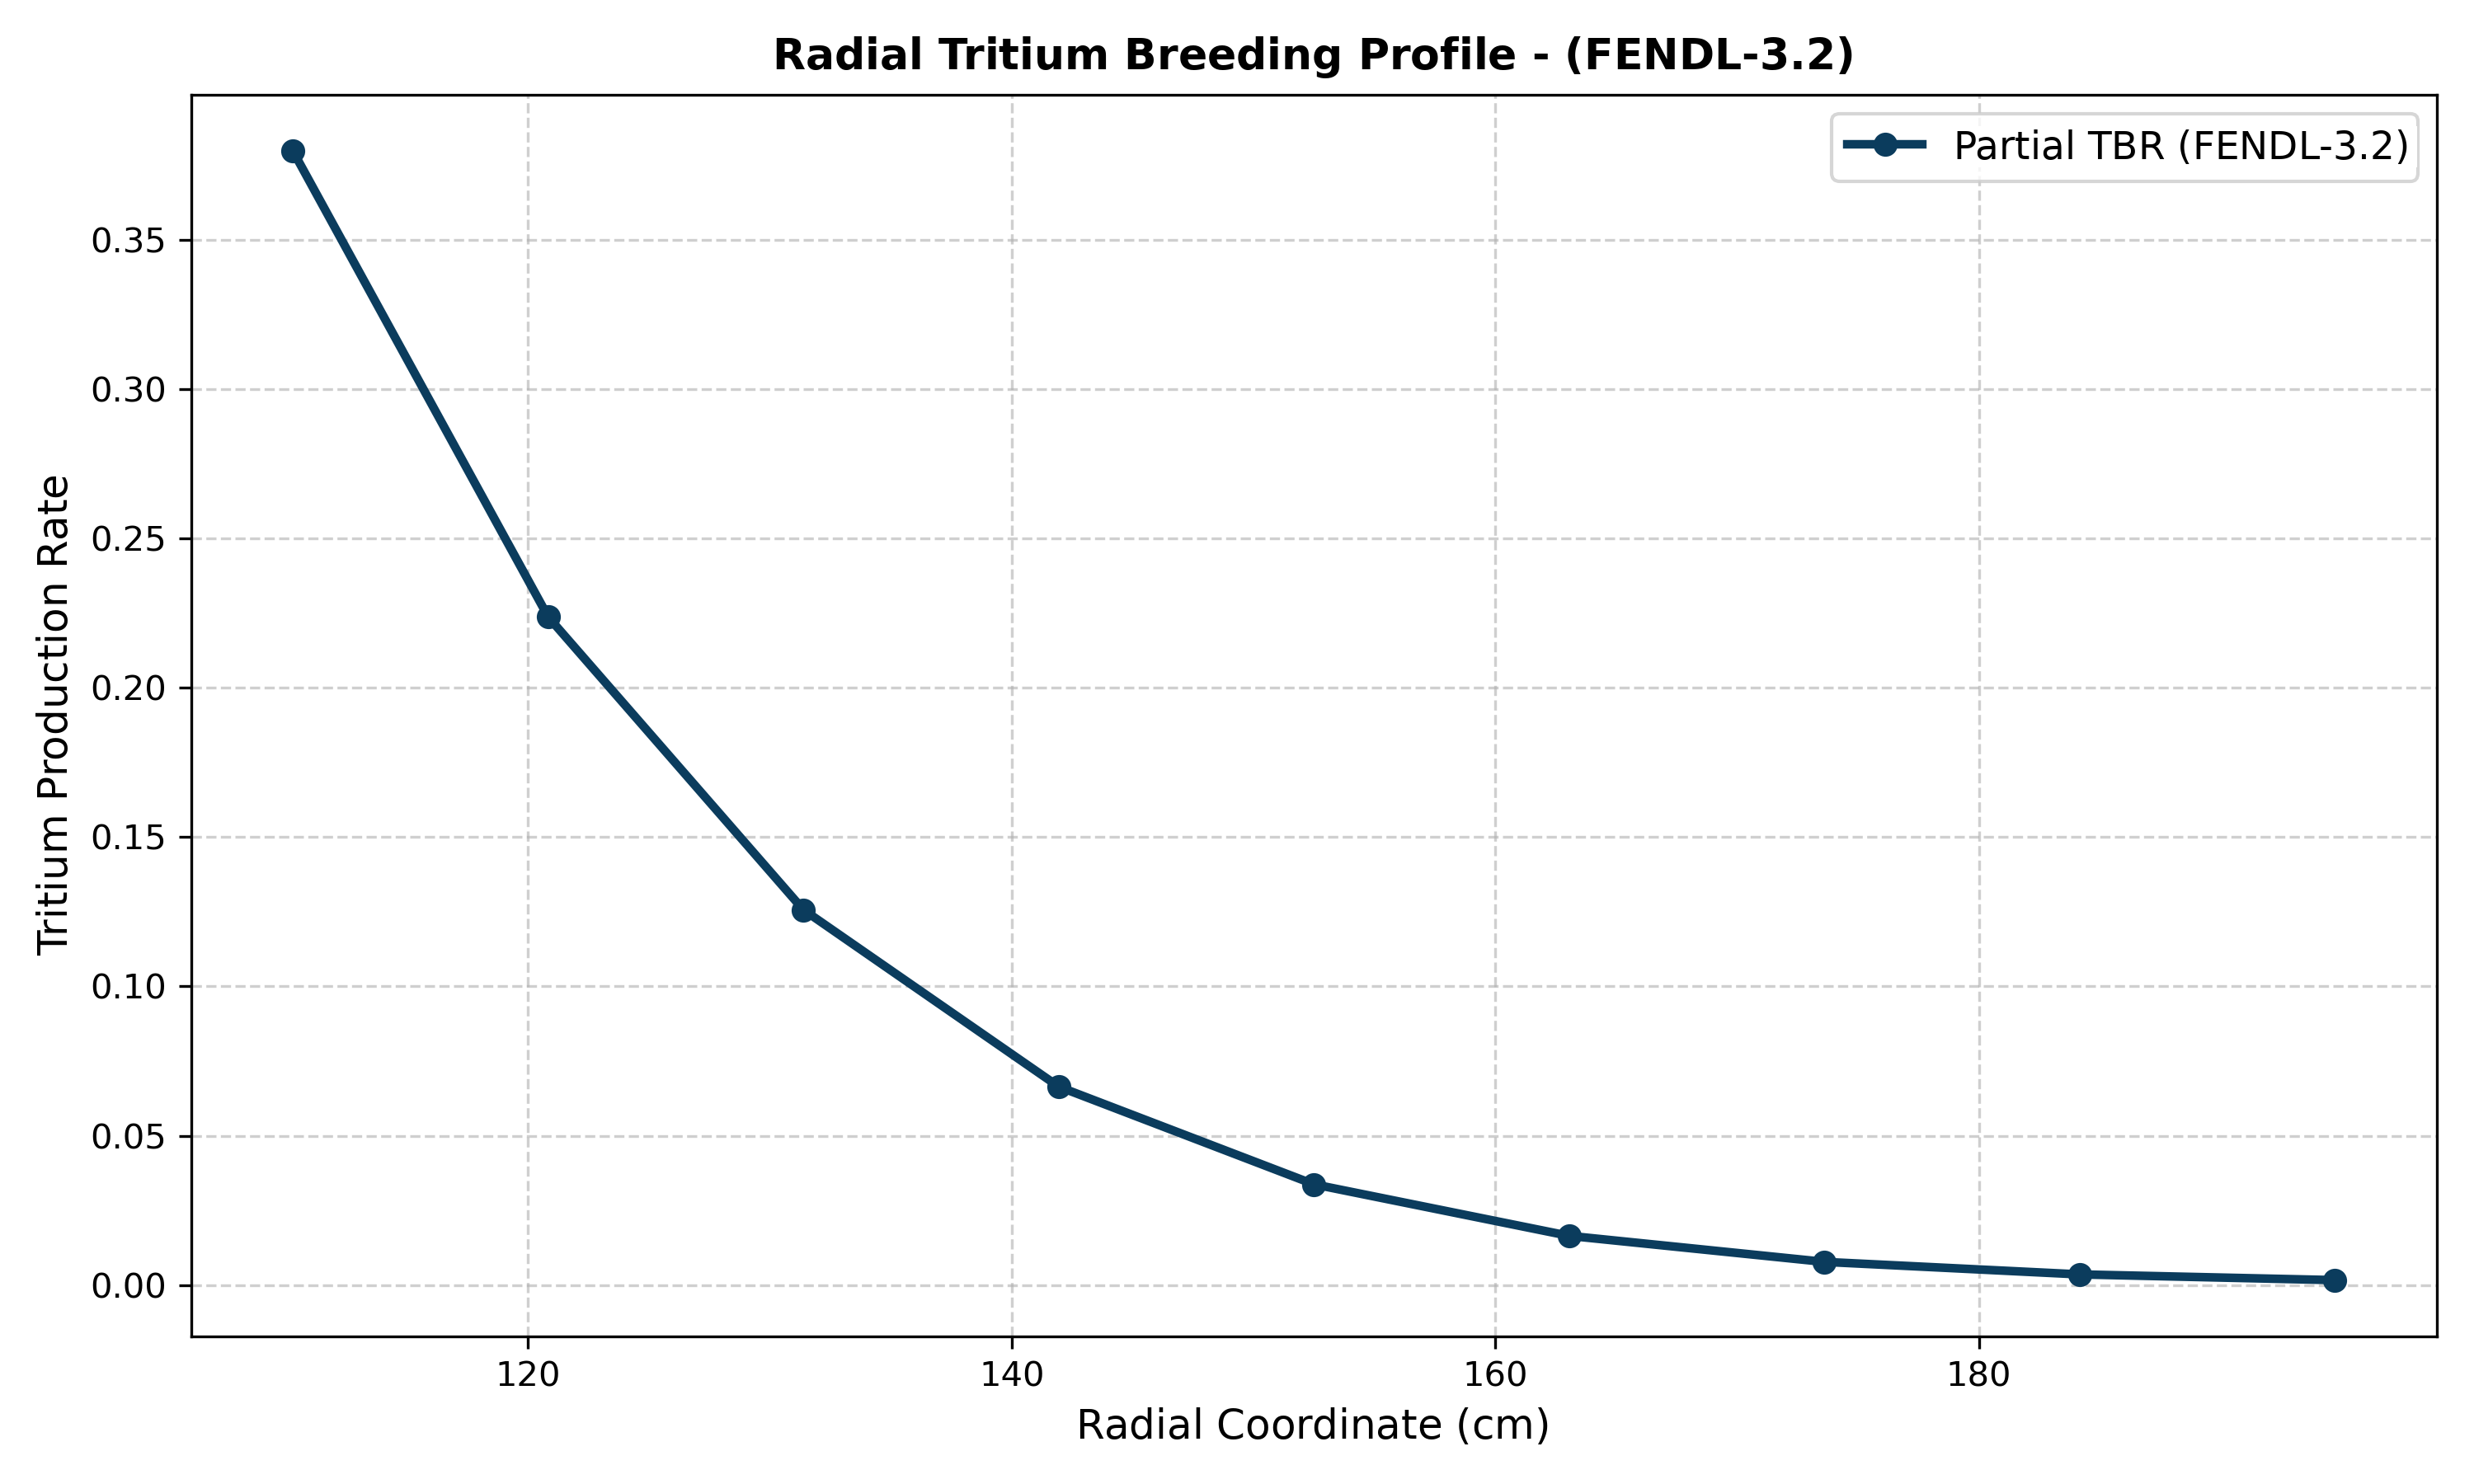 Radial Tritium Breeding Profile - (FENDL-3.2)
Partial TBR (FENDL-3.2)
Tritium Production Rate
0.35
0.30
0.25
0.20
0.15
0.10
0.05
0.00
120 140 160 180
Radial Coordinate (cm)